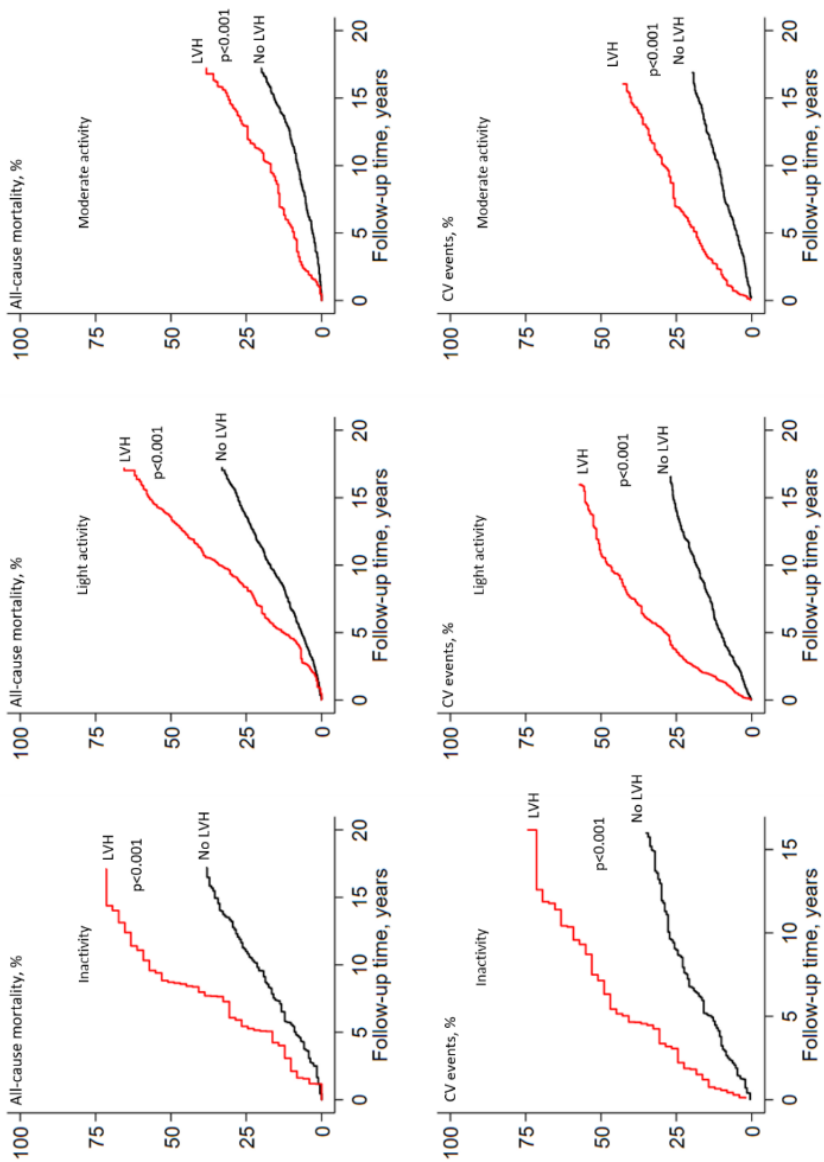 All-cause mortality, %
100
75
50
25
0
Inactivity
LVH
p<0.001
No LVH
0 5 10 15 20
Follow-up time, years
All-cause mortality, %
100
75
50
25
0
Light activity
LVH
p<0.001
No LVH
0 5 10 15 20
Follow-up time, years
All-cause mortality, %
100
75
50
25
0
Moderate activity
LVH
p<0.001
No LVH
0 5 10 15 20
Follow-up time, years
CV events, %
100
75
50
25
0
Inactivity
LVH
p<0.001
No LVH
0 5 10 15
Follow-up time, years
CV events, %
100
75
50
25
0
Light activity
LVH
p<0.001
No LVH
0 5 10 15 20
Follow-up time, years
CV events, %
100
75
50
25
0
Moderate activity
LVH
p<0.001
No LVH
0 5 10 15 20
Follow-up time, years